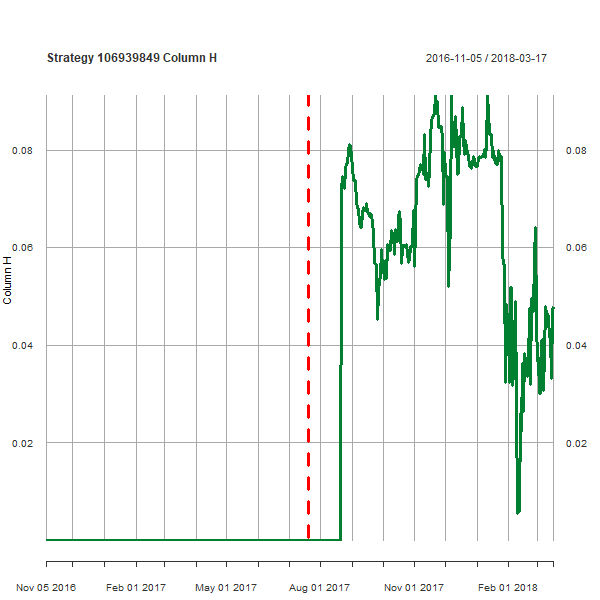 Strategy 106939849 Column H
2016-11-05 / 2018-03-17
Column H
0.08
0.06
0.04
0.02
0.08
0.06
0.04
0.02
Nov 05 2016
Feb 01 2017
May 01 2017
Aug 01 2017
Nov 01 2017
Feb 01 2018